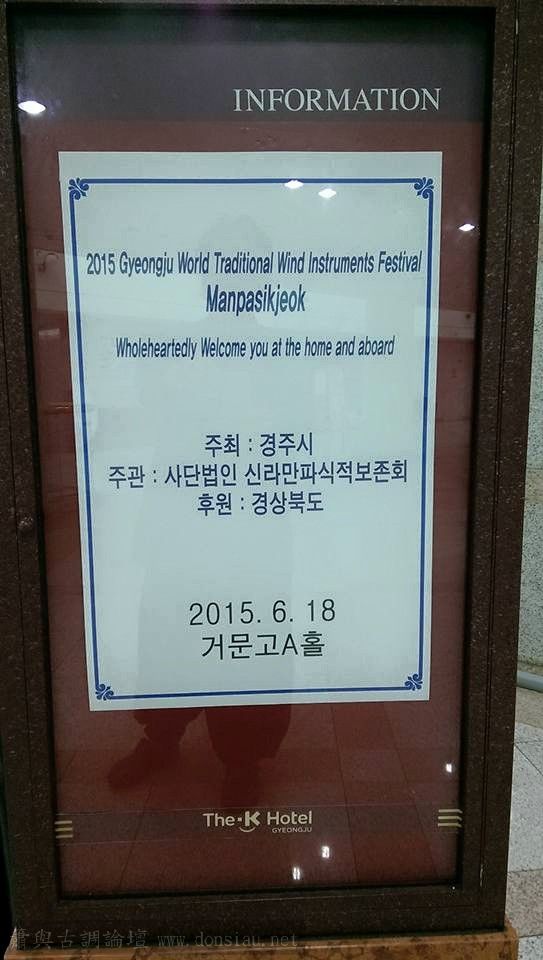 INFORMATION
2015 Gyeongju World Traditional Wind Instruments Festival
Manpasikjeok
Wholeheartedly Welcome you at the home and aboard
주최 : 경주시
주관 : 사단법인 신라만파식적보존회
후원 : 경상북도
2015. 6. 18
거문고A홀
The-K Hotel
GYEONGJU
簫與古調論壇 www.donsiau.net